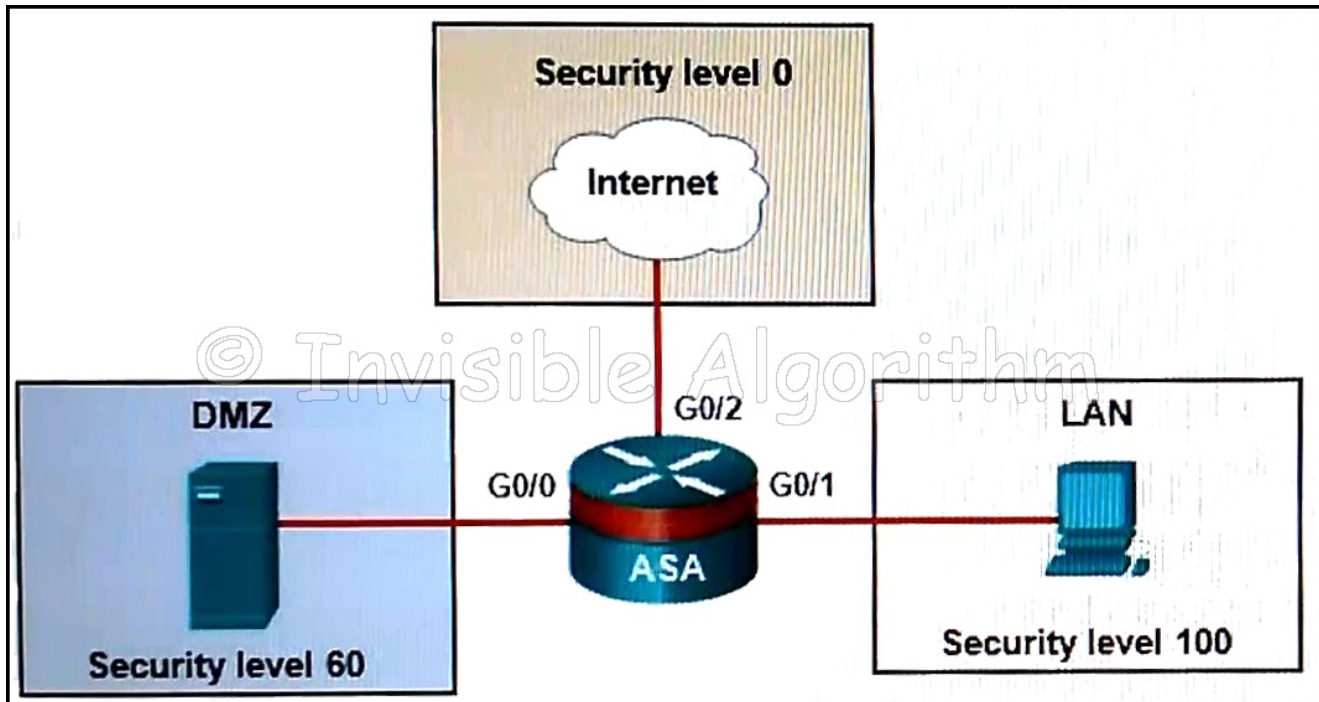 Security level 0
Internet
© Invisible Algorithm
DMZ
G0/2
LAN
G0/0
G0/1
ASA
Security level 60
Security level 100